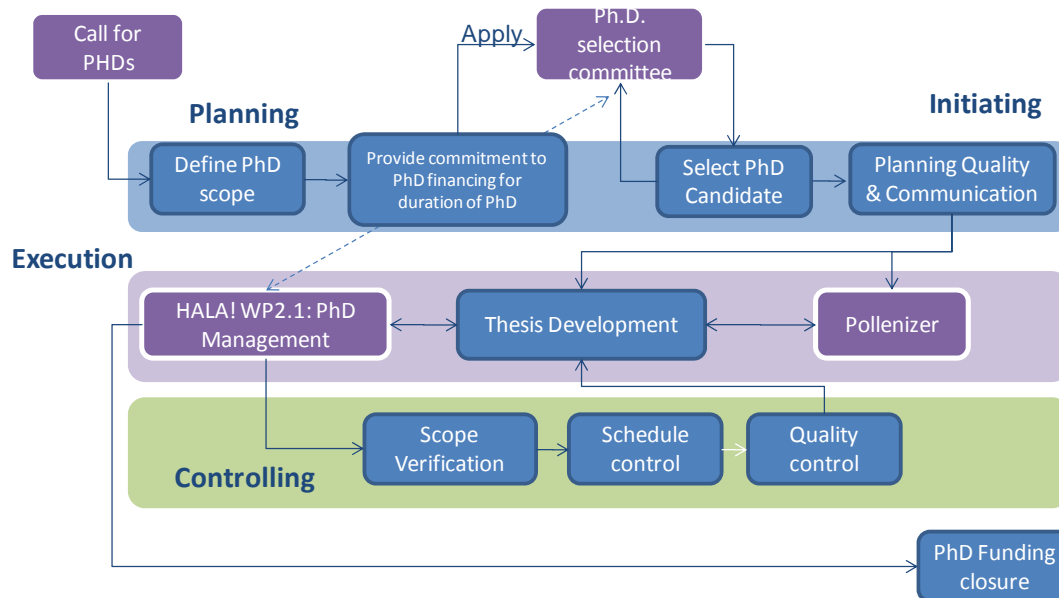 Call for
PHDs
Apply
Ph.D.
selection
committee
Planning
Initiating
Define PhD
scope
Provide commitment to
PhD financing for
duration of PhD
Select PhD
Candidate
Planning Quality
& Communication
Execution
HALA! WP2.1: PhD
Management
Thesis Development
Pollenizer
Scope
Verification
Schedule
control
Quality
control
Controlling
PhD Funding
closure